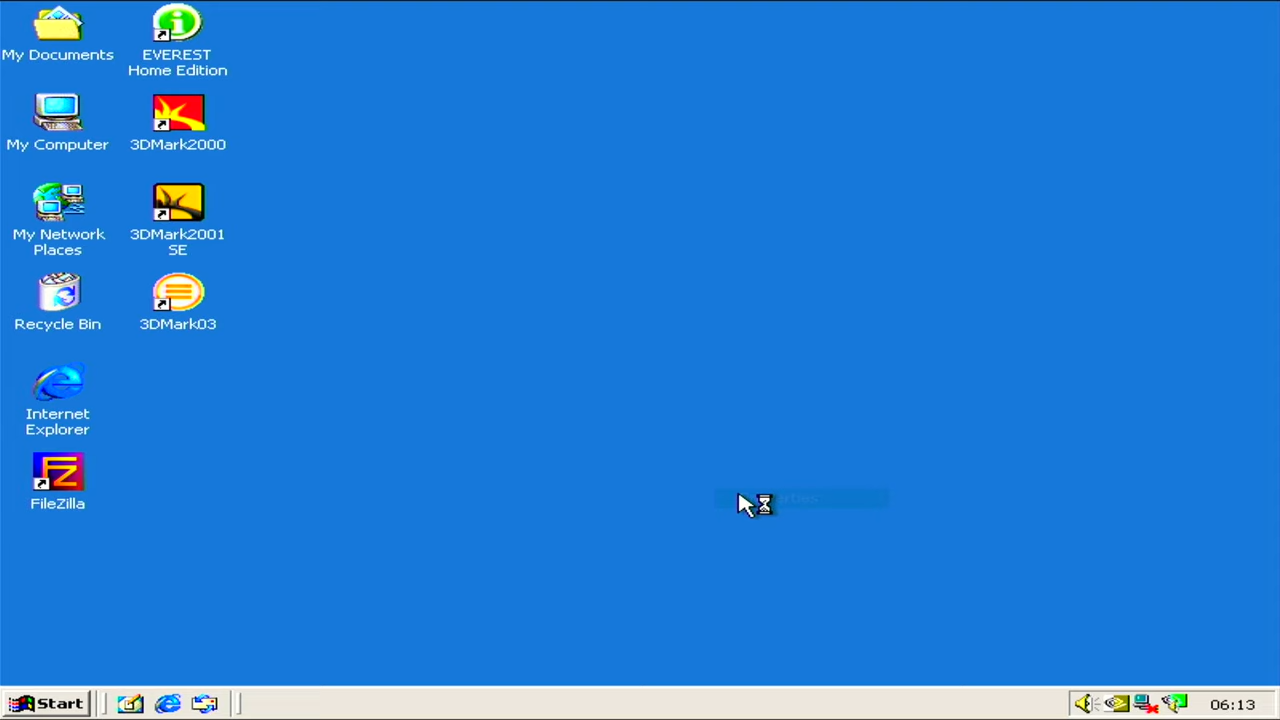 My Documents
EVEREST
Home Edition
My Computer
3DMark2000
My Network
Places
3DMark2001
SE
Recycle Bin
3DMark03
Internet
Explorer
FZ
FileZilla
Start
06:13